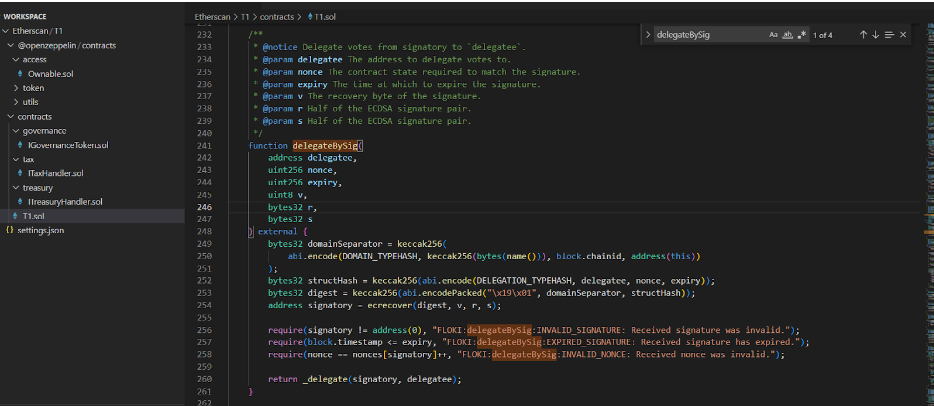 WORKSPACE
Etherscan / T1
@openzeppelin / contracts
access
Ownable.sol
token
utils
contracts
governance
IGovernanceToken.sol
tax
ITaxHandler.sol
treasury
ITreasuryHandler.sol
T1.sol
{} settings.json
Etherscan > T1 > contracts > T1.sol
delegateBySig
Aa ab .* 1 of 4
232 /**
233 * @notice Delegate votes from signatory to `delegatee`.
234 * @param delegatee The address to delegate votes to.
235 * @param nonce The contract state required to match the signature.
236 * @param expiry The time at which to expire the signature.
237 * @param v The recovery byte of the signature.
238 * @param r Half of the ECDSA signature pair.
239 * @param s Half of the ECDSA signature pair.
240 */
241 function delegateBySig(
242 address delegatee,
243 uint256 nonce,
244 uint256 expiry,
245 uint8 v,
246 bytes32 r,
247 bytes32 s
248 ) external {
249 bytes32 domainSeparator = keccak256(
250 abi.encode(DOMAIN_TYPEHASH, keccak256(bytes(name())), block.chainid, address(this))
251 );
252 bytes32 structHash = keccak256(abi.encode(DELEGATION_TYPEHASH, delegatee, nonce, expiry));
253 bytes32 digest = keccak256(abi.encodePacked("\x19\x01", domainSeparator, structHash));
254 address signatory = ecrecover(digest, v, r, s);
255
256 require(signatory != address(0), "FLOKI:delegateBySig:INVALID_SIGNATURE: Received signature was invalid.");
257 require(block.timestamp <= expiry, "FLOKI:delegateBySig:EXPIRED_SIGNATURE: Received signature has expired.");
258 require(nonce == nonces[signatory]++, "FLOKI:delegateBySig:INVALID_NONCE: Received nonce was invalid.");
259
260 return _delegate(signatory, delegatee);
261 }
262